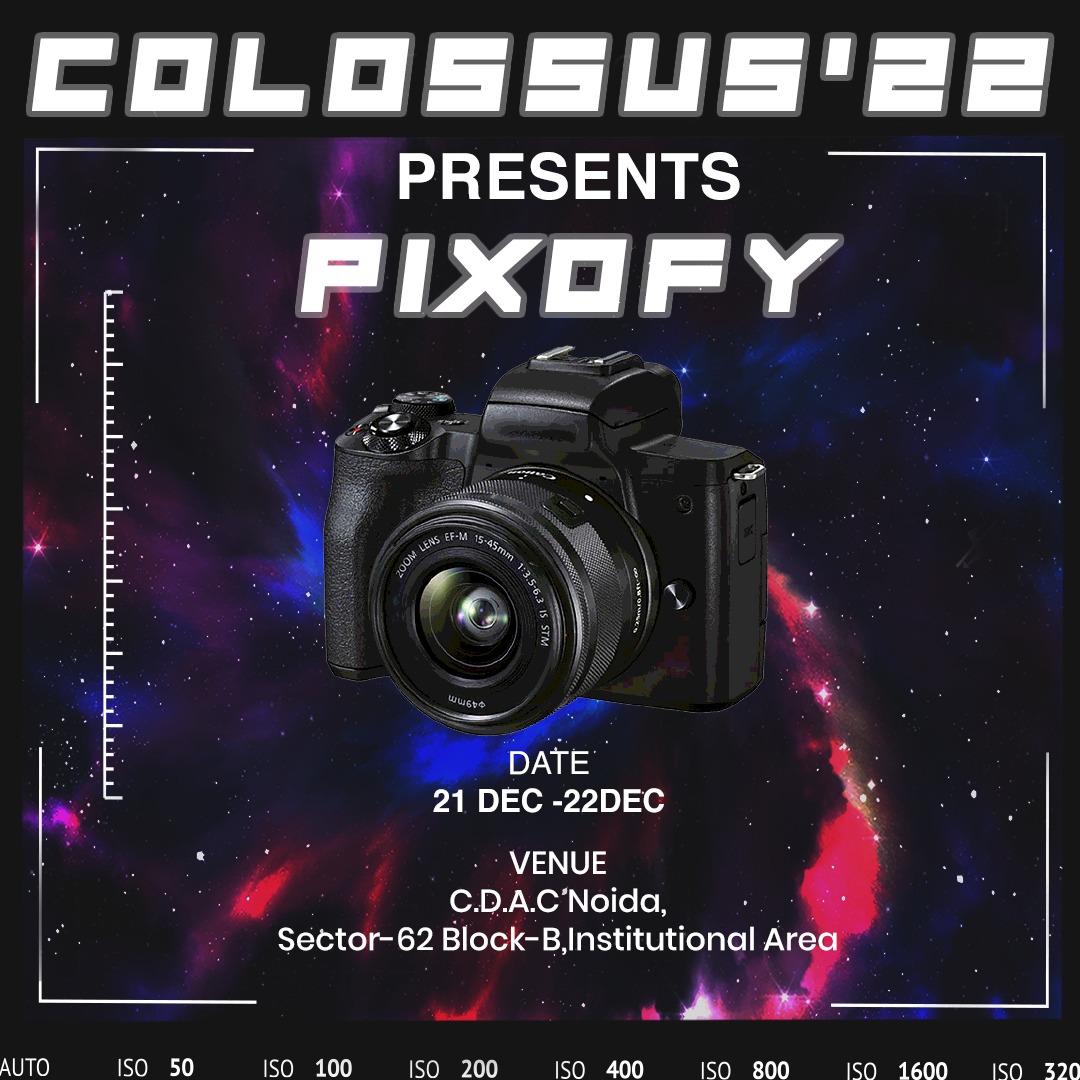 COLOSSUS'22
PRESENTS
PIXOFY
Canon
ZOOM LENS EF-M 15-45mm 1:3.5-6.3 IS STM
Φ49mm
DATE
21 DEC -22DEC
VENUE
C.D.A.C Noida,
Sector-62 Block-B,Institutional Area
AUTO ISO 50 ISO 100 ISO 200 ISO 400 ISO 800 ISO 1600 ISO 320